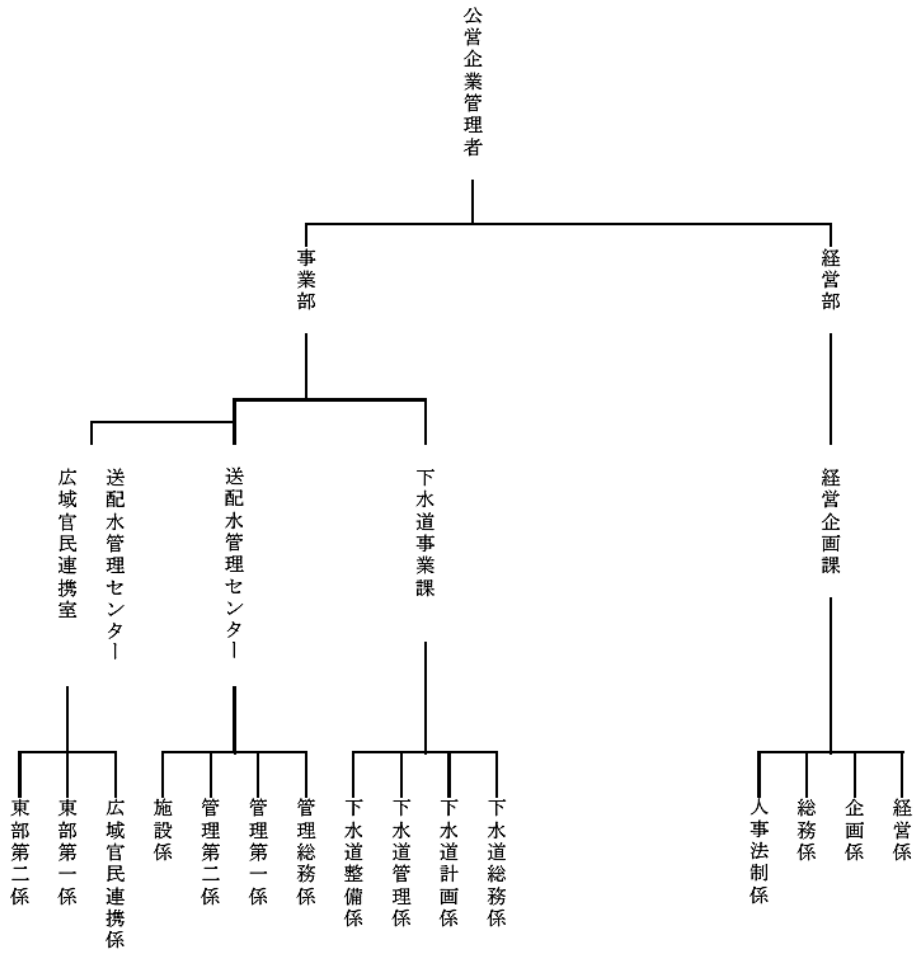 公営企業管理者
経営部
事業部
経営企画課
下水道事業課
送配水管理センター
送配水管理センター
広域官民連携室
経営係
企画係
総務係
人事法制係
下水道総務係
下水道計画係
下水道管理係
下水道整備係
管理総務係
管理第一係
管理第二係
施設係
広域官民連携係
東部第一係
東部第二係